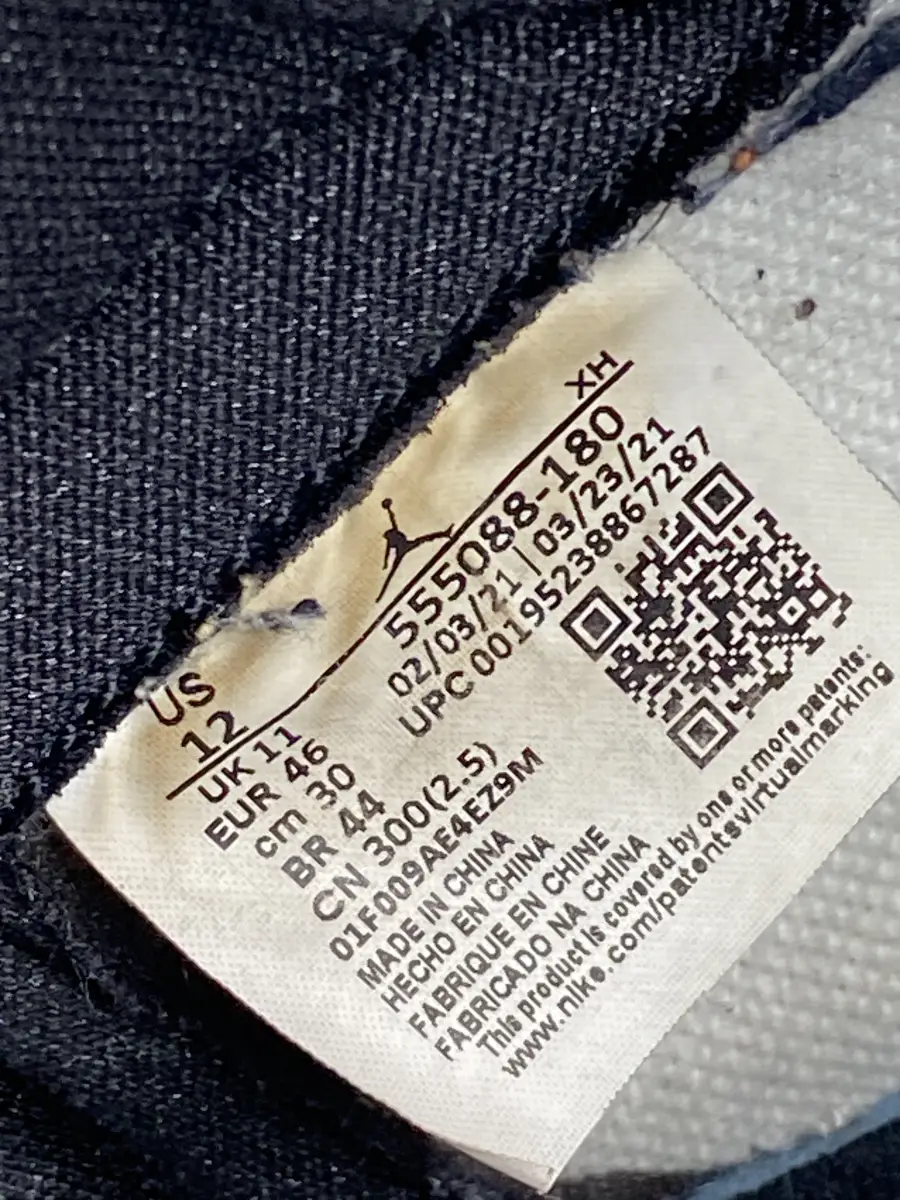 XH
US
12
555088-180
02/03/21 | 03/23/21
UPC 00195238867287
UK 11
EUR 46
cm 30
BR 44
CN 300(2.5)
01F009AE4EZ9M
MADE IN CHINA
HECHO EN CHINA
FABRIQUE EN CHINE
FABRICADO NA CHINA
This product is covered by one or more patents:
www.nike.com/patentsvirtualmarking